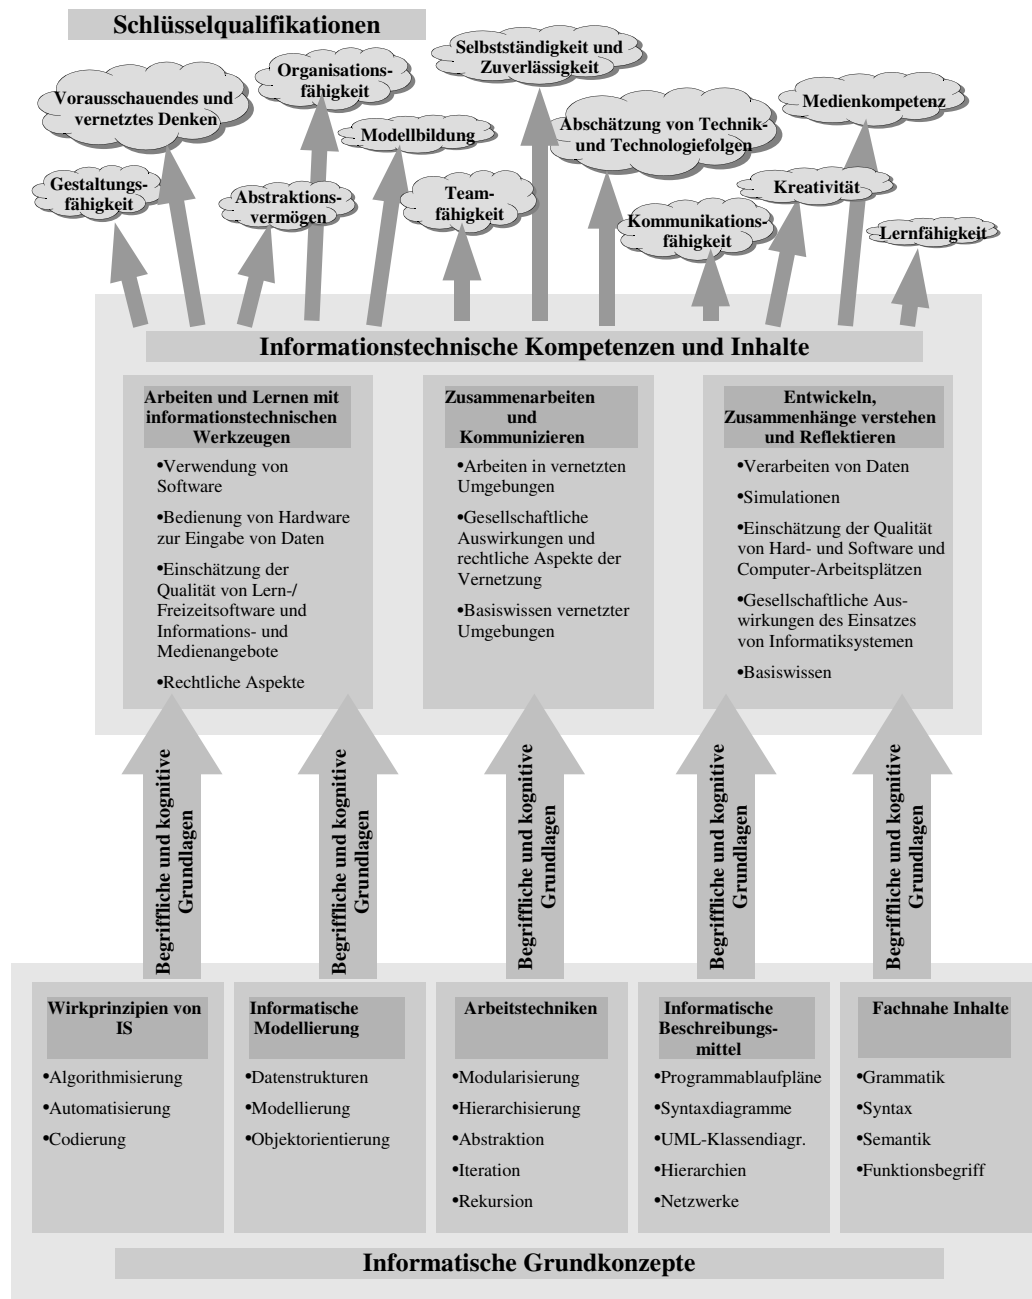 Schlüsselqualifikationen
Selbstständigkeit und
Zuverlässigkeit
Organisations-
fähigkeit
Vorausschauendes und
vernetztes Denken
Medienkompetenz
Abschätzung von Technik-
und Technologiefolgen
Modellbildung
Gestaltungs-
fähigkeit
Abstraktions-
vermögen
Team-
fähigkeit
Kreativität
Kommunikations-
fähigkeit
Lernfähigkeit
Informationstechnische Kompetenzen und Inhalte
Arbeiten und Lernen mit
informationstechnischen
Werkzeugen
•Verwendung von
Software
•Bedienung von Hardware
zur Eingabe von Daten
•Einschätzung der
Qualität von Lern-/
Freizeitsoftware und
Informations- und
Medienangebote
•Rechtliche Aspekte
Zusammenarbeiten
und
Kommunizieren
•Arbeiten in vernetzten
Umgebungen
•Gesellschaftliche
Auswirkungen und
rechtliche Aspekte der
Vernetzung
•Basiswissen vernetzter
Umgebungen
Entwickeln,
Zusammenhänge verstehen
und Reflektieren
•Verarbeiten von Daten
•Simulationen
•Einschätzung der Qualität
von Hard- und Software und
Computer-Arbeitsplätzen
•Gesellschaftliche Aus-
wirkungen des Einsatzes
von Informatiksystemen
•Basiswissen
Begriffliche und kognitive
Grundlagen
Begriffliche und kognitive
Grundlagen
Begriffliche und kognitive
Grundlagen
Begriffliche und kognitive
Grundlagen
Begriffliche und kognitive
Grundlagen
Wirkprinzipien von
IS
•Algorithmisierung
•Automatisierung
•Codierung
Informatische
Modellierung
•Datenstrukturen
•Modellierung
•Objektorientierung
Arbeitstechniken
•Modularisierung
•Hierarchisierung
•Abstraktion
•Iteration
•Rekursion
Informatische
Beschreibungs-
mittel
•Programmablaufpläne
•Syntaxdiagramme
•UML-Klassendiagr.
•Hierarchien
•Netzwerke
Fachnahe Inhalte
•Grammatik
•Syntax
•Semantik
•Funktionsbegriff
Informatische Grundkonzepte